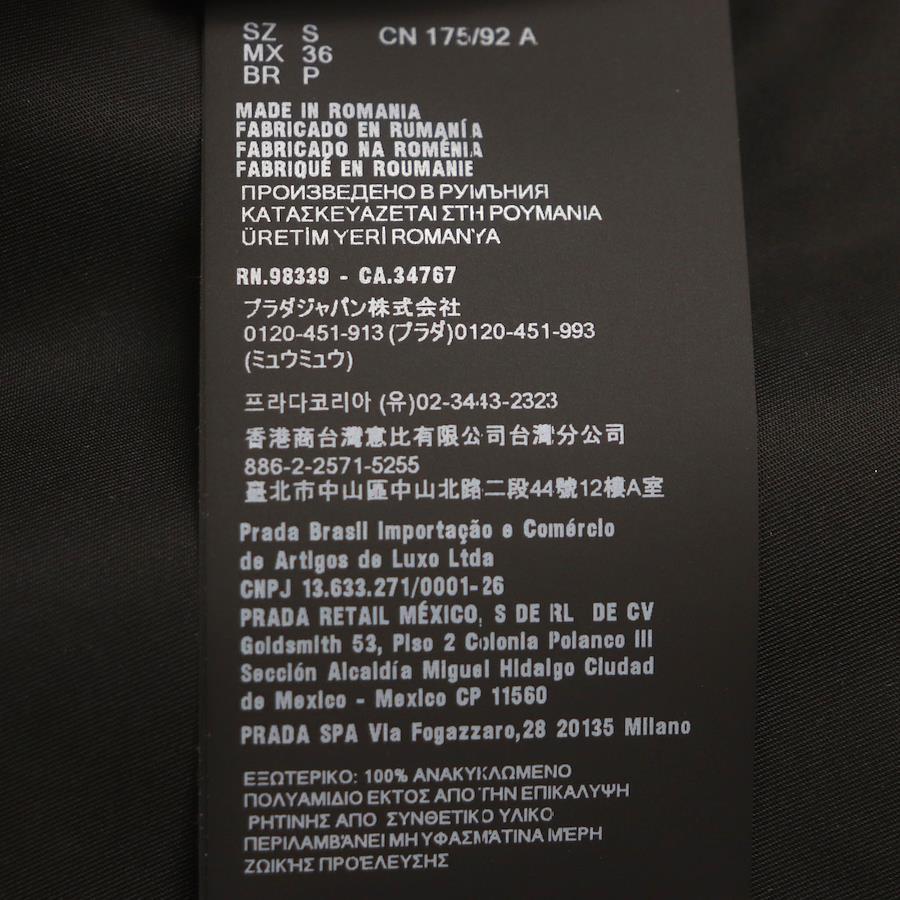 SZ S CN 175/92 A
MX 36
BR P
MADE IN ROMANIA
FABRICADO EN RUMANÍA
FABRICADO NA ROMÉNIA
FABRIQUÉ EN ROUMANIE
ПРОИЗВЕДЕНО В РУМЪНИЯ
ΚΑΤΑΣΚΕΥΑΖΕΤΑΙ ΣΤΗ ΡΟΥΜΑΝΙΑ
ÜRETİM YERİ ROMANYA
RN.98339 - CA.34767
プラダジャパン株式会社
0120-451-913 (プラダ)0120-451-993
(ミュウミュウ)
프라다코리아 (유)02-3443-2323
香港商台灣意比有限公司台灣分公司
886-2-2571-5255
臺北市中山區中山北路二段44號12樓A室
Prada Brasil Importação e Comércio
de Artigos de Luxo Ltda
CNPJ 13.633.271/0001-26
PRADA RETAIL MÉXICO, S DE RL DE CV
Goldsmith 53, Piso 2 Colonia Polanco III
Sección Alcaldía Miguel Hidalgo Ciudad
de Mexico - Mexico CP 11560
PRADA SPA Via Fogazzaro,28 20135 Milano
ΕΞΩΤΕΡΙΚΟ: 100% ΑΝΑΚΥΚΛΩΜΕΝΟ
ΠΟΛΥΑΜΙΔΙΟ ΕΚΤΟΣ ΑΠΟ ΤΗΝ ΕΠΙΚΑΛΥΨΗ
ΡΗΤΙΝΗΣ ΑΠΟ ΣΥΝΘΕΤΙΚΟ ΥΛΙΚΟ
ΠΕΡΙΛΑΜΒΆΝΕΙ ΜΗ ΥΦΑΣΜΆΤΙΝΑ ΜΈΡΗ
ΖΩΙΚΉΣ ΠΡΟΈΛΕΥΣΗΣ